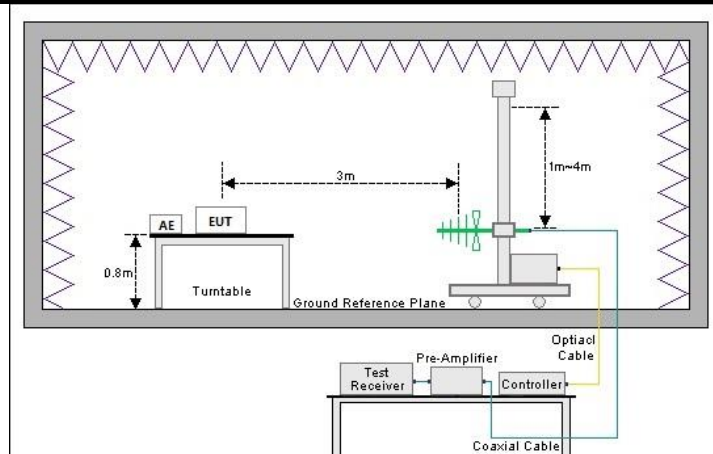 3m
1m~4m
AE
EUT
0.8m
Turntable
Ground Reference Plane
Optiacl
Cable
Pre-Amplifier
Test
Receiver
Controller
Coaxial Cable